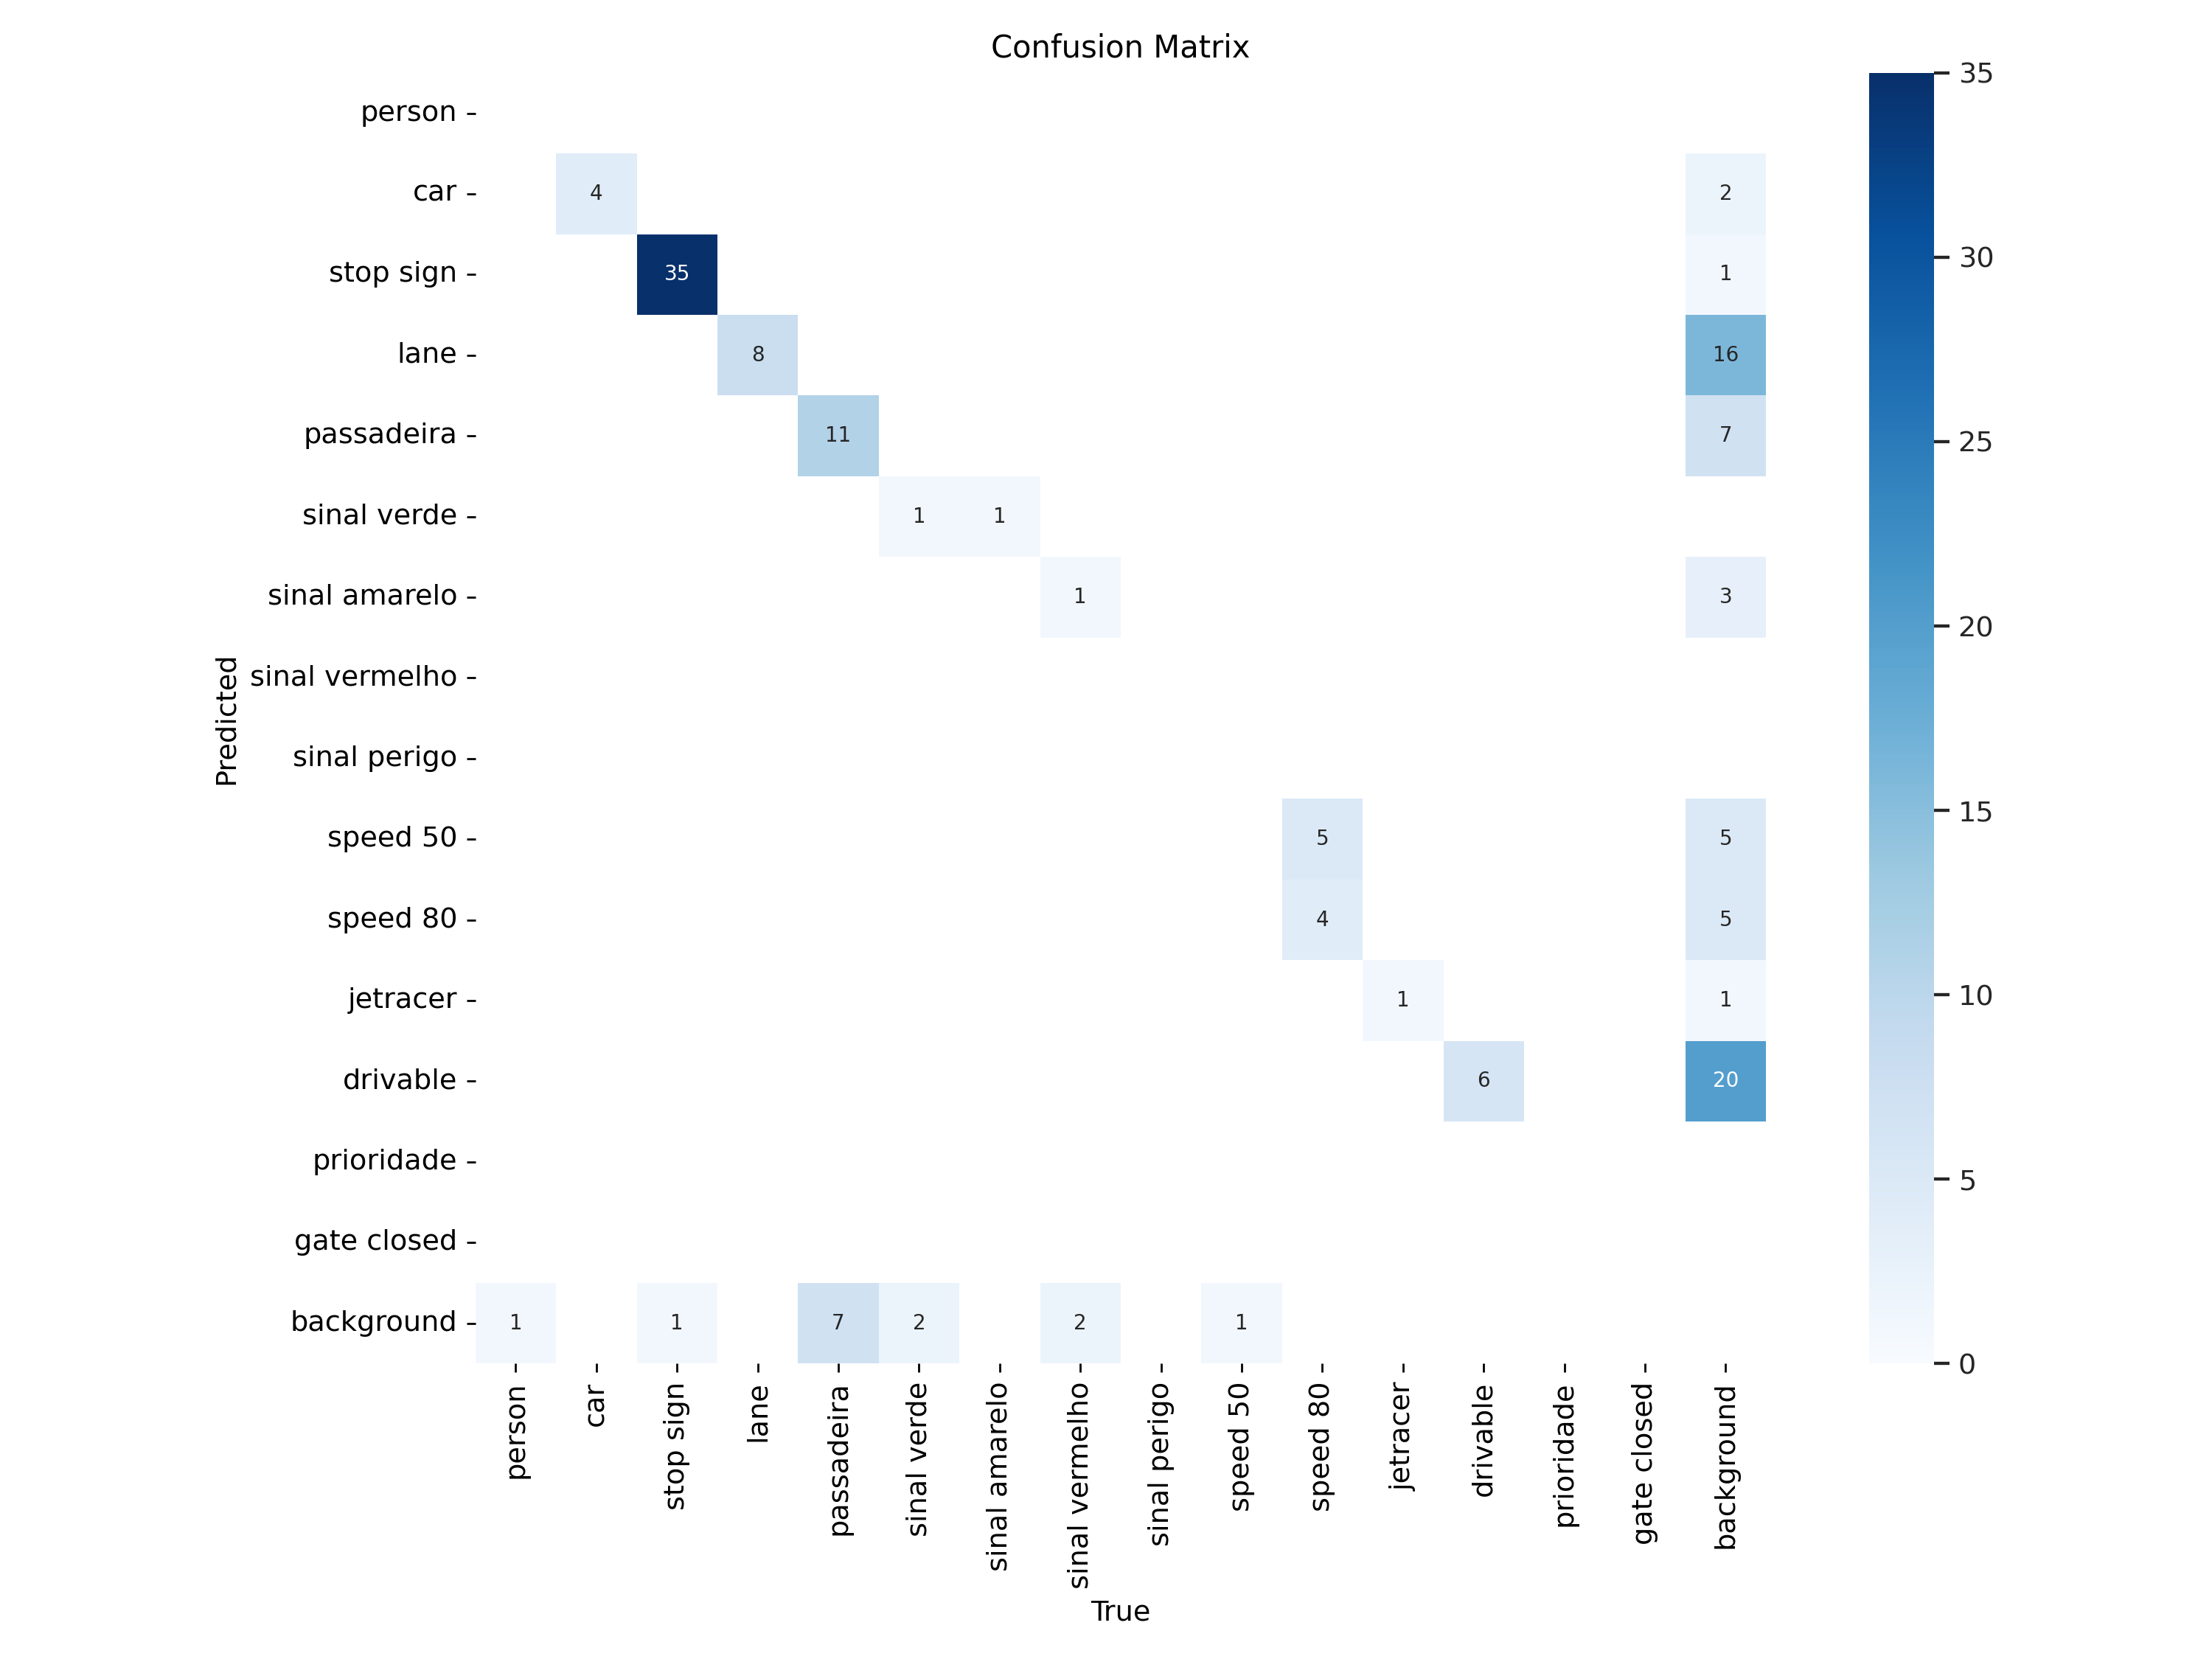 Confusion Matrix
person
car 4 2
stop sign 35 1
lane 8 16
passadeira 11 7
sinal verde 1 1
sinal amarelo 1 3
sinal vermelho
sinal perigo
speed 50 5 5
speed 80 4 5
jetracer 1 1
drivable 6 20
prioridade
gate closed
background 1 1 7 2 2 1
Predicted
person car stop sign lane passadeira sinal verde sinal amarelo sinal vermelho sinal perigo speed 50 speed 80 jetracer drivable prioridade gate closed background
True
35
30
25
20
15
10
5
0